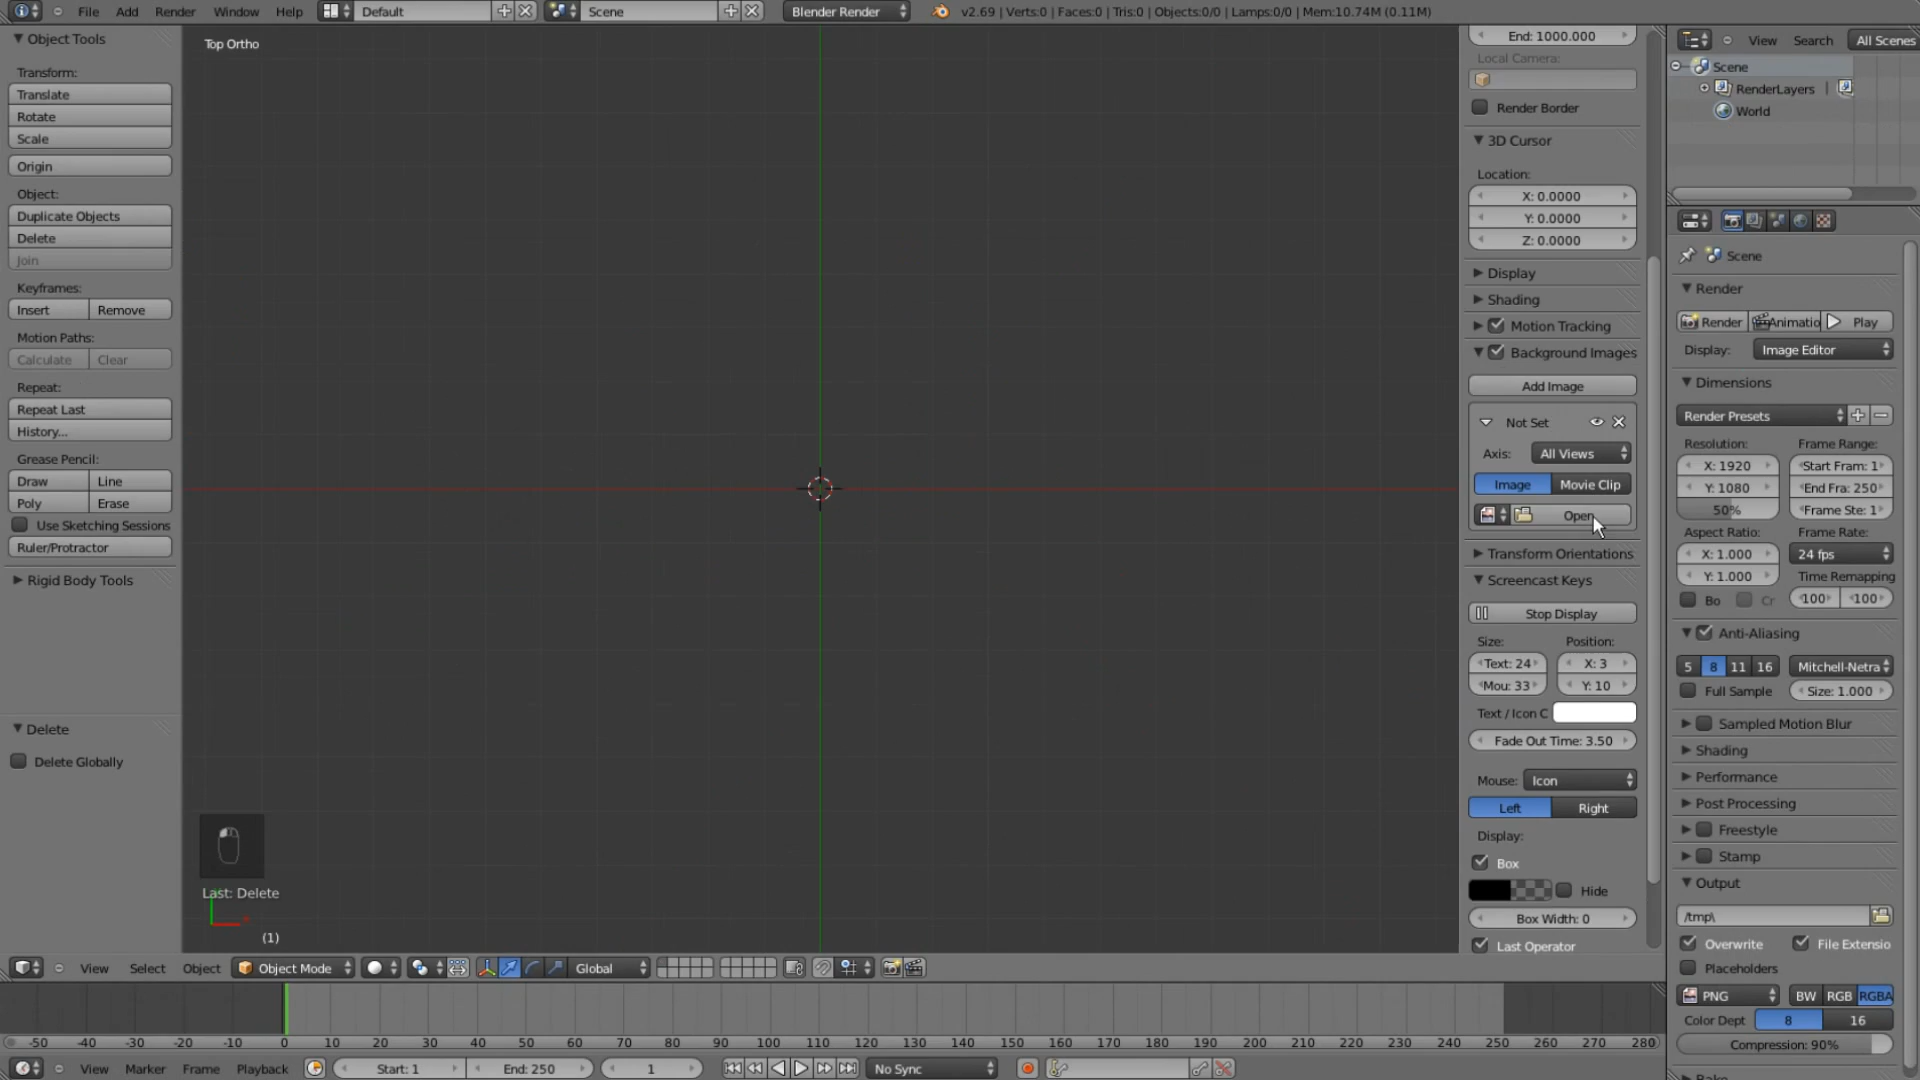 File Add Render Window Help Default Scene Blender Render v2.69 | Verts:0 | Faces:0 | Tris:0 | Objects:0/0 | Lamps:0/0 | Mem:10.74M (0.11M)
Object Tools
Transform:
Translate
Rotate
Scale
Origin
Object:
Duplicate Objects
Delete
Join
Keyframes:
Insert Remove
Motion Paths:
Calculate Clear
Repeat:
Repeat Last
History...
Grease Pencil:
Draw Line
Poly Erase
Use Sketching Sessions
Ruler/Protractor
Rigid Body Tools
Delete
Delete Globally
Top Ortho
Last: Delete
(1)
End: 1000.000
Local Camera:
Render Border
3D Cursor
Location:
X: 0.0000
Y: 0.0000
Z: 0.0000
Display
Shading
Motion Tracking
Background Images
Add Image
Not Set
Axis: All Views
Image Movie Clip
Open
Transform Orientations
Screencast Keys
Stop Display
Size: Position:
Text: 24 X: 3
Mou: 33 Y: 10
Text / Icon C
Fade Out Time: 3.50
Mouse: Icon
Left Right
Display:
Box
Hide
Box Width: 0
Last Operator
View Search All Scenes
Scene
RenderLayers
World
Scene
Render
Render Animatio Play
Display: Image Editor
Dimensions
Render Presets
Resolution: Frame Range:
X: 1920 Start Fram: 1
Y: 1080 End Fra: 250
50% Frame Ste: 1
Aspect Ratio: Frame Rate:
X: 1.000 24 fps
Y: 1.000 Time Remapping
Bo Cr 100 100
Anti-Aliasing
5 8 11 16 Mitchell-Netra
Full Sample Size: 1.000
Sampled Motion Blur
Shading
Performance
Post Processing
Freestyle
Stamp
Output
/tmp\
Overwrite File Extensio
Placeholders
PNG BW RGB RGBA
Color Dept 8 16
Compression: 90%
View Select Object Object Mode Global
-50 -40 -30 -20 -10 0 10 20 30 40 50 60 70 80 90 100 110 120 130 140 150 160 170 180 190 200 210 220 230 240 250 260 270 280
View Marker Frame Playback Start: 1 End: 250 1 No Sync